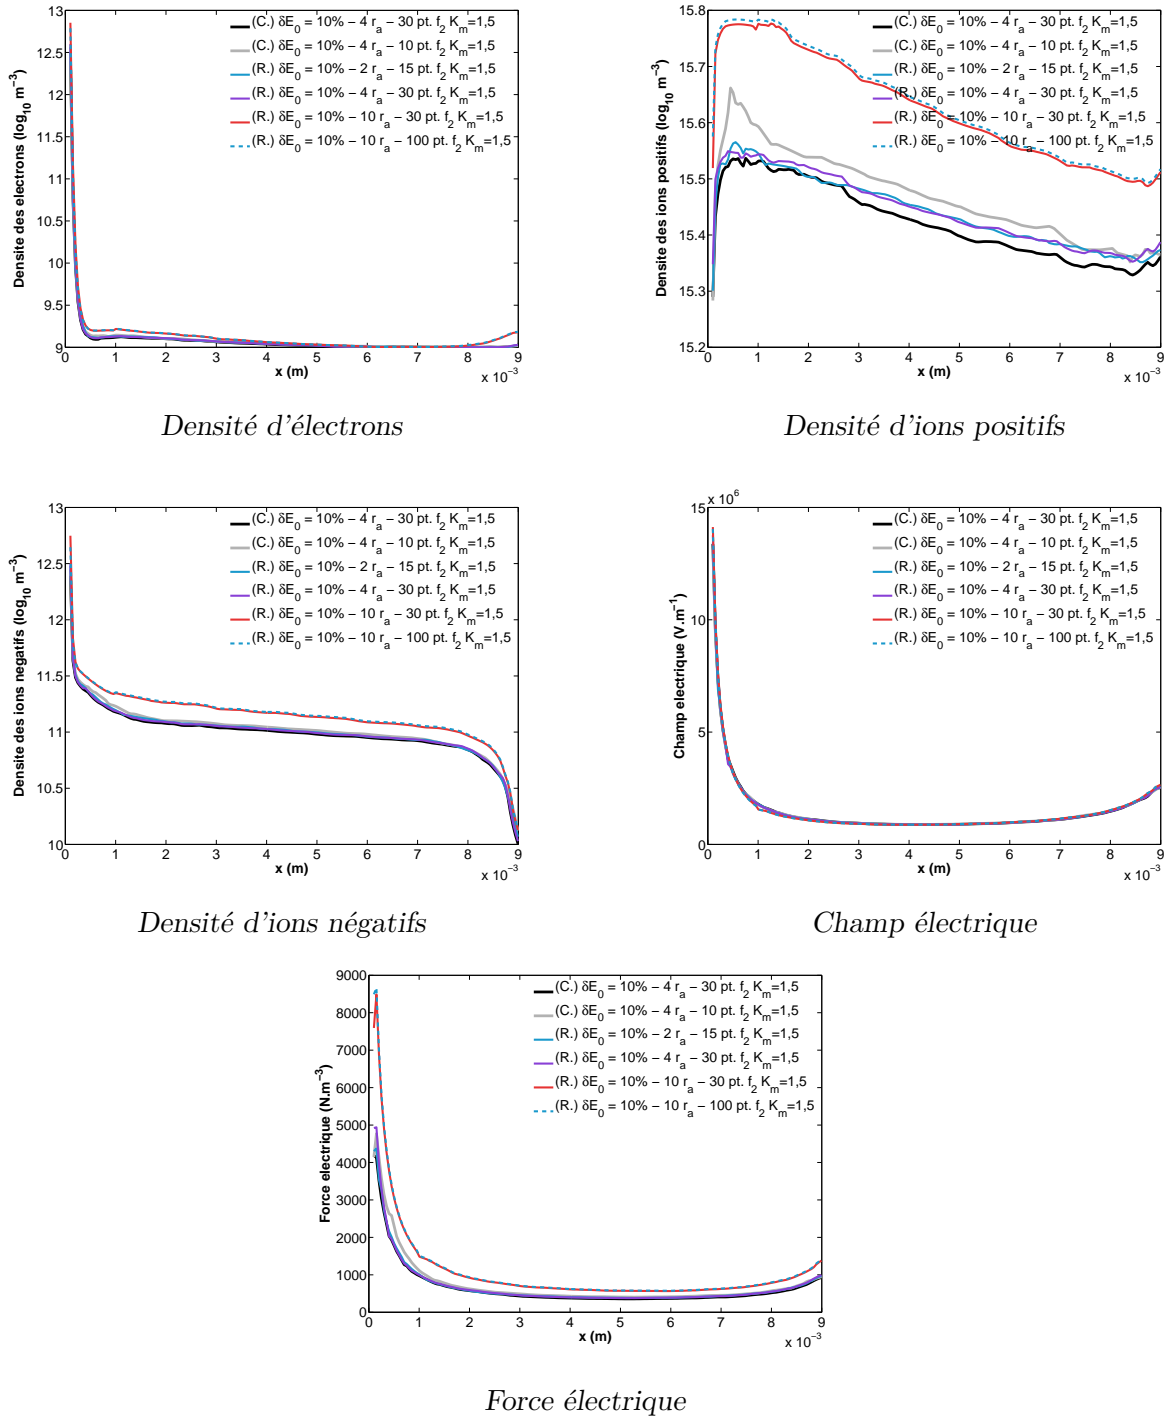 13
12.5
12
11.5
11
10.5
10
9.5
9
0 1 2 3 4 5 6 7 8 9
x (m)
x 10−3
Densite des electrons (log10 m−3)
(C.) δE0 = 10% − 4 ra − 30 pt. f2 Km=1,5
(C.) δE0 = 10% − 4 ra − 10 pt. f2 Km=1,5
(R.) δE0 = 10% − 2 ra − 15 pt. f2 Km=1,5
(R.) δE0 = 10% − 4 ra − 30 pt. f2 Km=1,5
(R.) δE0 = 10% − 10 ra − 30 pt. f2 Km=1,5
(R.) δE0 = 10% − 10 ra − 100 pt. f2 Km=1,5
Densité d'électrons
15.8
15.7
15.6
15.5
15.4
15.3
15.2
0 1 2 3 4 5 6 7 8 9
x (m)
x 10−3
Densite des ions positifs (log10 m−3)
(C.) δE0 = 10% − 4 ra − 30 pt. f2 Km=1,5
(C.) δE0 = 10% − 4 ra − 10 pt. f2 Km=1,5
(R.) δE0 = 10% − 2 ra − 15 pt. f2 Km=1,5
(R.) δE0 = 10% − 4 ra − 30 pt. f2 Km=1,5
(R.) δE0 = 10% − 10 ra − 30 pt. f2 Km=1,5
(R.) δE0 = 10% − 10 ra − 100 pt. f2 Km=1,5
Densité d'ions positifs
13
12.5
12
11.5
11
10.5
10
0 1 2 3 4 5 6 7 8 9
x (m)
x 10−3
Densite des ions negatifs (log10 m−3)
(C.) δE0 = 10% − 4 ra − 30 pt. f2 Km=1,5
(C.) δE0 = 10% − 4 ra − 10 pt. f2 Km=1,5
(R.) δE0 = 10% − 2 ra − 15 pt. f2 Km=1,5
(R.) δE0 = 10% − 4 ra − 30 pt. f2 Km=1,5
(R.) δE0 = 10% − 10 ra − 30 pt. f2 Km=1,5
(R.) δE0 = 10% − 10 ra − 100 pt. f2 Km=1,5
Densité d'ions négatifs
x 10 6
15
10
5
0
0 1 2 3 4 5 6 7 8 9
x (m)
x 10−3
Champ electrique (V.m−1)
(C.) δE0 = 10% − 4 ra − 30 pt. f2 Km=1,5
(C.) δE0 = 10% − 4 ra − 10 pt. f2 Km=1,5
(R.) δE0 = 10% − 2 ra − 15 pt. f2 Km=1,5
(R.) δE0 = 10% − 4 ra − 30 pt. f2 Km=1,5
(R.) δE0 = 10% − 10 ra − 30 pt. f2 Km=1,5
(R.) δE0 = 10% − 10 ra − 100 pt. f2 Km=1,5
Champ électrique
9000
8000
7000
6000
5000
4000
3000
2000
1000
0
0 1 2 3 4 5 6 7 8 9
x (m)
x 10−3
Force electrique (N.m−3)
(C.) δE0 = 10% − 4 ra − 30 pt. f2 Km=1,5
(C.) δE0 = 10% − 4 ra − 10 pt. f2 Km=1,5
(R.) δE0 = 10% − 2 ra − 15 pt. f2 Km=1,5
(R.) δE0 = 10% − 4 ra − 30 pt. f2 Km=1,5
(R.) δE0 = 10% − 10 ra − 30 pt. f2 Km=1,5
(R.) δE0 = 10% − 10 ra − 100 pt. f2 Km=1,5
Force électrique